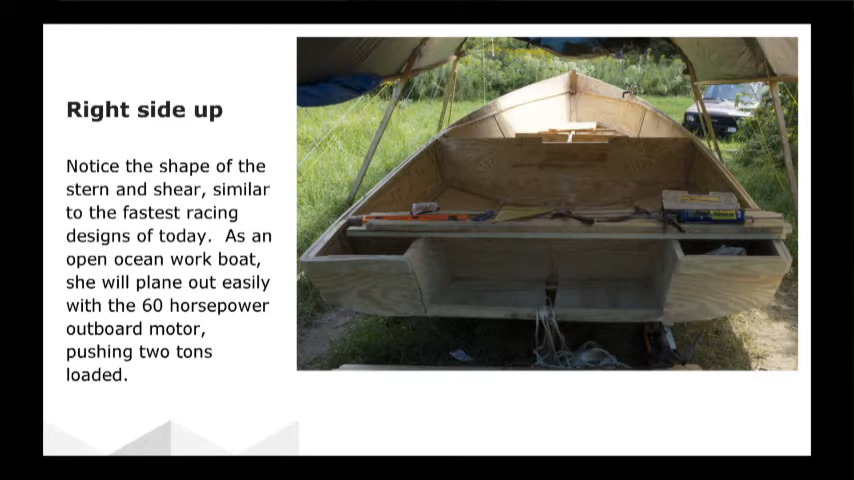 Right side up
Notice the shape of the
stern and shear, similar
to the fastest racing
designs of today.  As an
open ocean work boat,
she will plane out easily
with the 60 horsepower
outboard motor,
pushing two tons
loaded.